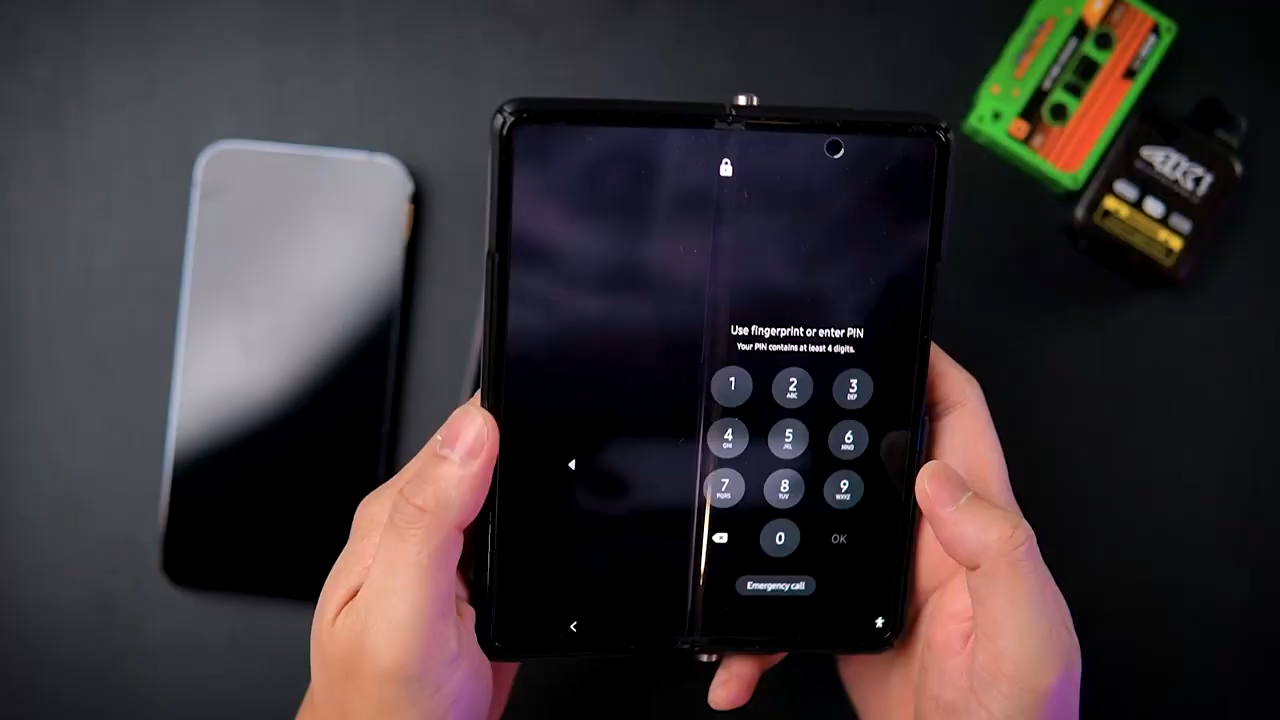 Use fingerprint or enter PIN
Your PIN contains at least 4 digits.
1
2
ABC
3
DEF
4
GHI
5
JKL
6
MNO
7
PQRS
8
TUV
9
WXYZ
0
OK
Emergency call